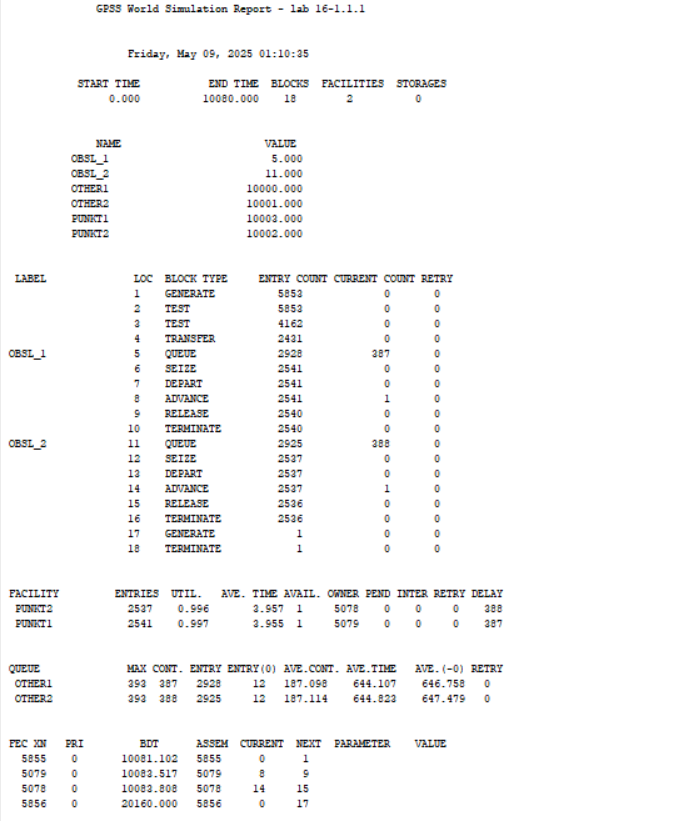 GPSS World Simulation Report - lab 16-1.1.1
Friday, May 09, 2025 01:10:35
START TIME END TIME BLOCKS FACILITIES STORAGES
0.000 10080.000 18 2 0
NAME VALUE
OBSL_1 5.000
OBSL_2 11.000
OTHER1 10000.000
OTHER2 10001.000
PUNKT1 10003.000
PUNKT2 10002.000
LABEL LOC BLOCK TYPE ENTRY COUNT CURRENT COUNT RETRY
1 GENERATE 5853 0 0
2 TEST 5853 0 0
3 TEST 4162 0 0
4 TRANSFER 2431 0 0
OBSL_1 5 QUEUE 2928 387 0
6 SEIZE 2541 0 0
7 DEPART 2541 0 0
8 ADVANCE 2541 1 0
9 RELEASE 2540 0 0
10 TERMINATE 2540 0 0
OBSL_2 11 QUEUE 2925 388 0
12 SEIZE 2537 0 0
13 DEPART 2537 0 0
14 ADVANCE 2537 1 0
15 RELEASE 2536 0 0
16 TERMINATE 2536 0 0
17 GENERATE 1 0 0
18 TERMINATE 1 0 0
FACILITY ENTRIES UTIL. AVE. TIME AVAIL. OWNER PEND INTER RETRY DELAY
PUNKT2 2537 0.996 3.957 1 5078 0 0 0 388
PUNKT1 2541 0.997 3.955 1 5079 0 0 0 387
QUEUE MAX CONT. ENTRY ENTRY(0) AVE.CONT. AVE.TIME AVE.(-0) RETRY
OTHER1 393 387 2928 12 187.098 644.107 646.758 0
OTHER2 393 388 2925 12 187.114 644.823 647.479 0
FEC XN PRI BDT ASSEM CURRENT NEXT PARAMETER VALUE
5855 0 10081.102 5855 0 1
5079 0 10083.517 5079 8 9
5078 0 10083.808 5078 14 15
5856 0 20160.000 5856 0 17